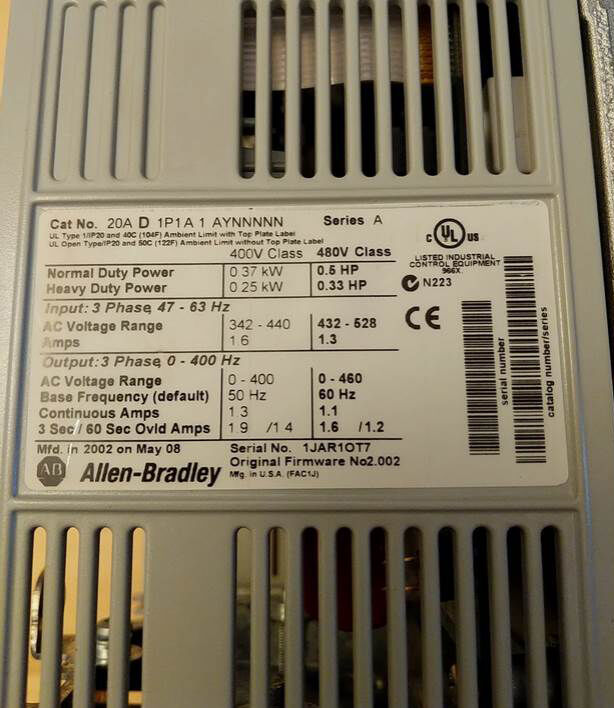 Cat No. 20A D 1P1A 1 AYNNNNN Series A
UL Type 1/IP20 and 40C (104F) Ambient Limit with Top Plate Label
UL Open Type/IP20 and 50C (122F) Ambient Limit without Top Plate Label
C UL US
LISTED INDUSTRIAL
CONTROL EQUIPMENT
966X
N223
CE
400V Class 480V Class
Normal Duty Power 0.37 kW 0.5 HP
Heavy Duty Power 0.25 kW 0.33 HP
Input: 3 Phase, 47 - 63 Hz
AC Voltage Range 342 - 440 432 - 528
Amps 1.6 1.3
Output: 3 Phase, 0 - 400 Hz
AC Voltage Range 0 - 400 0 - 460
Base Frequency (default) 50 Hz 60 Hz
Continuous Amps 1.3 1.1
3 Sec/60 Sec Ovld Amps 1.9 /1.4 1.6 /1.2
Mfd. in 2002 on May 08 Serial No. 1JAR1OT7
Original Firmware No 2.002
AB Allen-Bradley Mfg. in U.S.A. (FAC1J)
serial number
catalog number/series